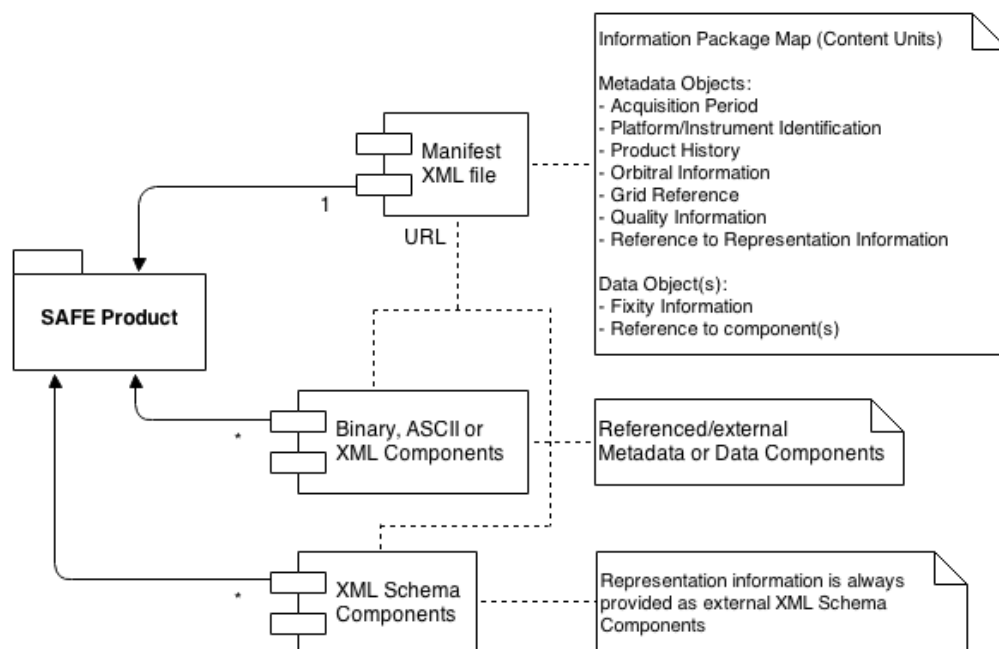 Information Package Map (Content Units)
Metadata Objects:
- Acquisition Period
- Platform/Instrument Identification
- Product History
- Orbitral Information
- Grid Reference
- Quality Information
- Reference to Representation Information
Data Object(s):
- Fixity Information
- Reference to component(s)
Manifest
XML file
1
URL
SAFE Product
Binary, ASCII or
XML Components
*
Referenced/external
Metadata or Data Components
XML Schema
Components
*
Representation information is always
provided as external XML Schema
Components